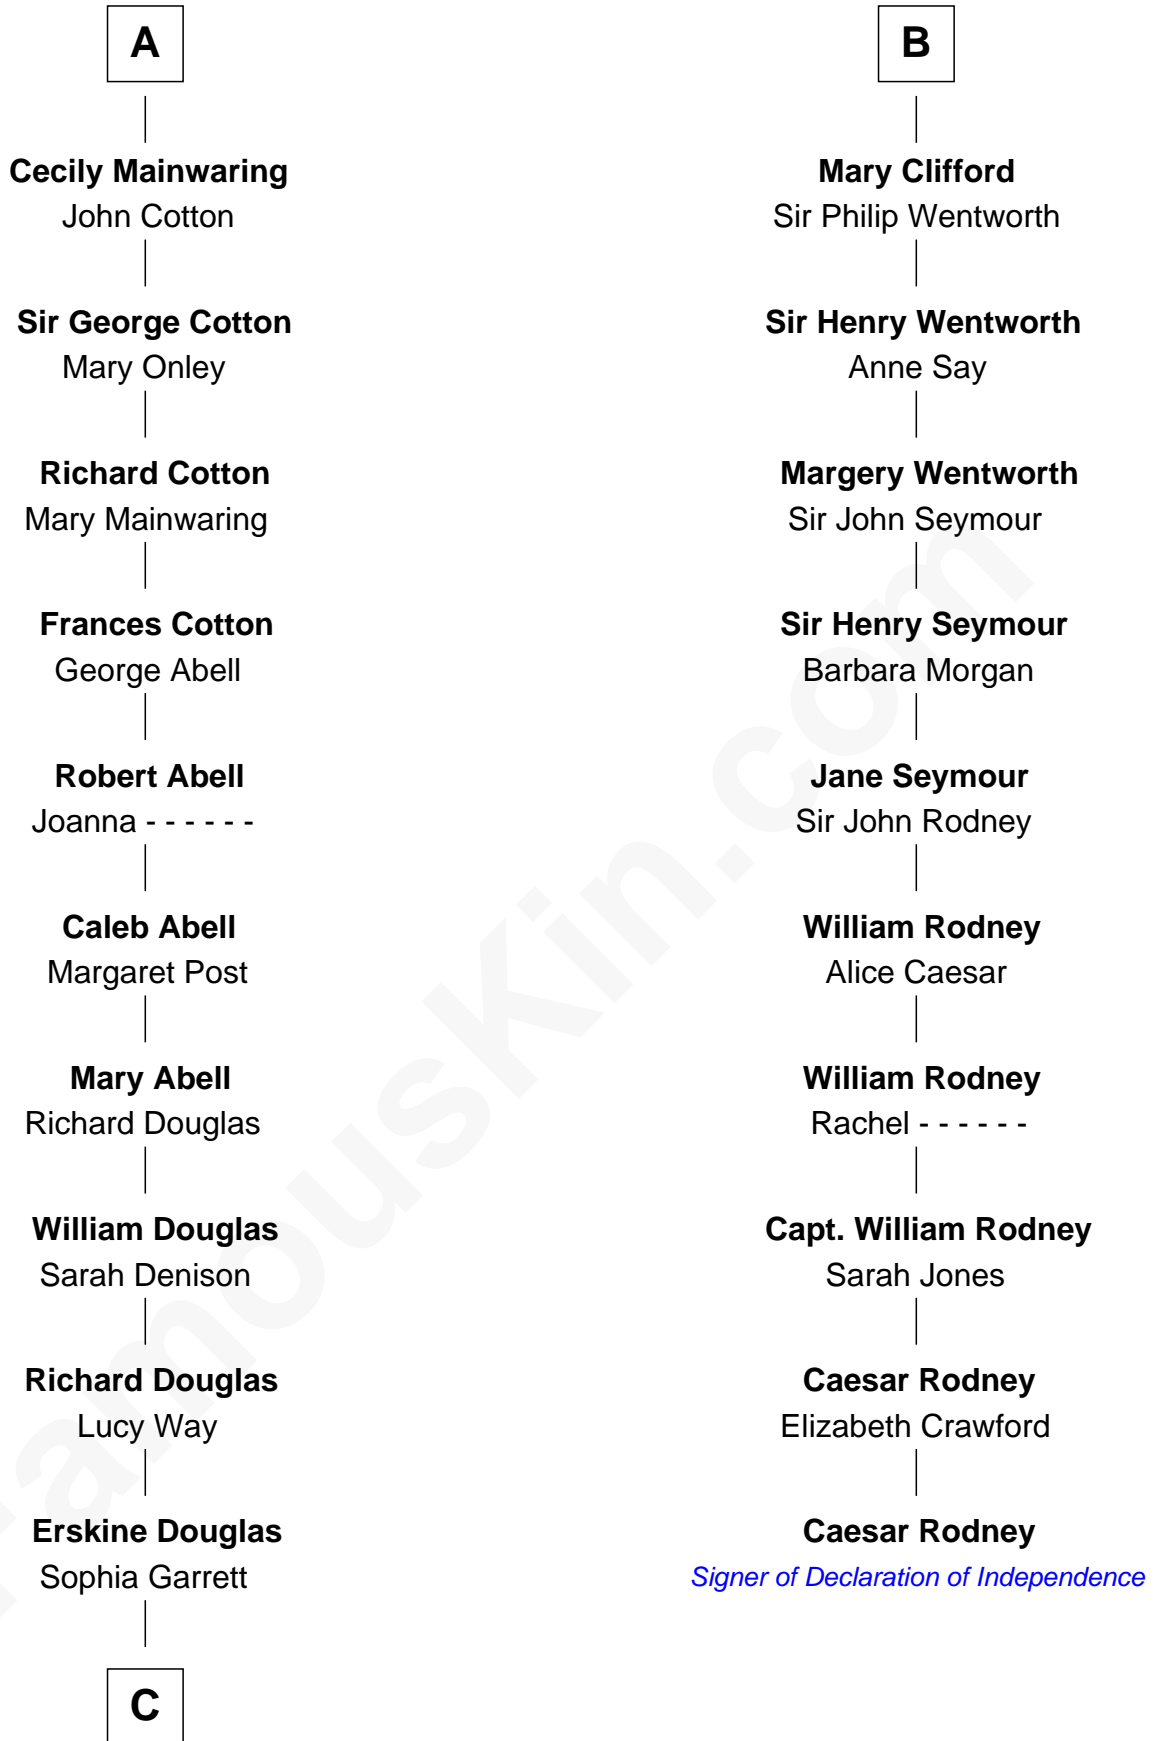 A
Cecily Mainwaring
John Cotton
Sir George Cotton
Mary Onley
Richard Cotton
Mary Mainwaring
Frances Cotton
George Abell
Robert Abell
Joanna - - - - - -
Caleb Abell
Margaret Post
Mary Abell
Richard Douglas
William Douglas
Sarah Denison
Richard Douglas
Lucy Way
Erskine Douglas
Sophia Garrett
C
B
Mary Clifford
Sir Philip Wentworth
Sir Henry Wentworth
Anne Say
Margery Wentworth
Sir John Seymour
Sir Henry Seymour
Barbara Morgan
Jane Seymour
Sir John Rodney
William Rodney
Alice Caesar
William Rodney
Rachel - - - - - -
Capt. William Rodney
Sarah Jones
Caesar Rodney
Elizabeth Crawford
Caesar Rodney
Signer of Declaration of Independence
FamousKin.com